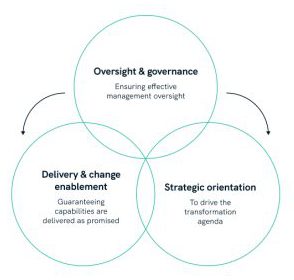 Oversight & governance
Ensuring effective
management oversight
Delivery & change
enablement
Guaranteeing
capabilities are
delivered as promised
Strategic orientation
To drive the
transformation
agenda